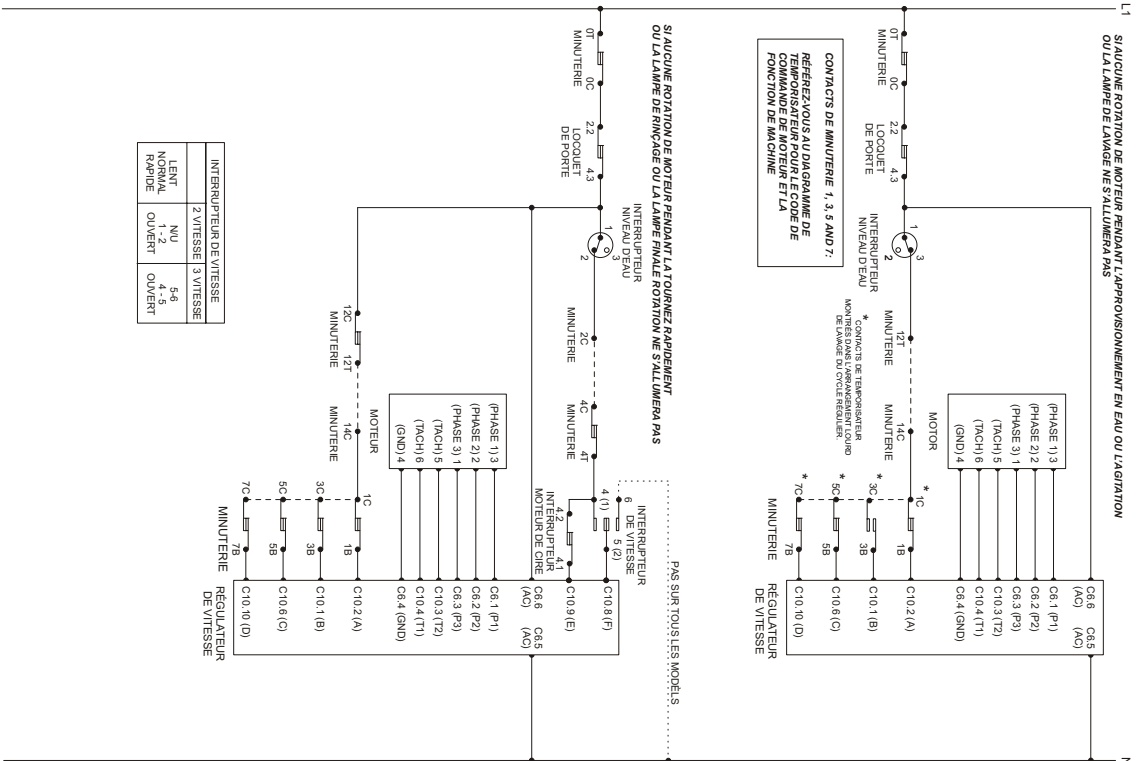 L1
N
SI AUCUNE ROTATION DE MOTEUR PENDANT L'APPROVISIONNEMENT EN EAU OU L'AGITATION
OU LA LAMPE DE LAVAGE NE S'ALLUMERA PAS
0T
0C
MINUTERIE
2.2
4.3
LOCQUET
DE PORTE
1
3
2
INTERRUPTEUR
NIVEAU D'EAU
12T
MINUTERIE
14C
MINUTERIE
*
CONTACTS DE TEMPORISATEUR
MONTRÉS DANS L'ARRANGEMENT LOURD
DE LAVAGE DU CYCLE RÉGULIER.
MOTOR
(PHASE 1) 3
(PHASE 2) 2
(PHASE 3) 1
(TACH) 5
(TACH) 6
(GND) 4
* 1C
1B
* 3C
3B
* 5C
5B
* 7C
7B
MINUTERIE
C6.6
(AC)
C6.5
(AC)
C6.1 (P1)
C6.2 (P2)
C6.3 (P3)
C10.3 (T2)
C10.4 (T1)
C6.4 (GND)
C10.2 (A)
C10.1 (B)
C10.6 (C)
C10.10 (D)
RÉGULATEUR
DE VITESSE
CONTACTS DE MINUTERIE 1, 3, 5 AND 7:
RÉFÉREZ-VOUS AU DIAGRAMME DE
TEMPORISATEUR POUR LE CODE DE
COMMANDE DE MOTEUR ET LA
FONCTION DE MACHINE
SI AUCUNE ROTATION DE MOTEUR PENDANT LA TOURNEZ RAPIDEMENT
OU LA LAMPE DE RINÇAGE OU LA LAMPE FINALE ROTATION NE S'ALLUMERA PAS
0T
0C
MINUTERIE
2.2
4.3
LOCQUET
DE PORTE
1
3
2
INTERRUPTEUR
NIVEAU D'EAU
2C
MINUTERIE
4C
4T
MINUTERIE
PAS SUR TOUS LES MODÈLS
INTERRUPTEUR
DE VITESSE
6
4 (1)
5 (2)
4.2
4.1
INTERRUPTEUR
MOTEUR DE CIRE
12C
12T
MINUTERIE
14C
MINUTERIE
MOTEUR
(PHASE 1) 3
(PHASE 2) 2
(PHASE 3) 1
(TACH) 5
(TACH) 6
(GND) 4
1C
1B
3C
3B
5C
5B
7C
7B
MINUTERIE
C10.8 (F)
C10.9 (E)
C6.6
(AC)
C6.5
(AC)
C6.1 (P1)
C6.2 (P2)
C6.3 (P3)
C10.3 (T2)
C10.4 (T1)
C6.4 (GND)
C10.2 (A)
C10.1 (B)
C10.6 (C)
C10.10 (D)
RÉGULATEUR
DE VITESSE
INTERRUPTEUR DE VITESSE
2 VITESSE 3 VITESSE
LENT N/U 5-6
NORMAL 1 - 2 4 - 5
RAPIDE OUVERT OUVERT